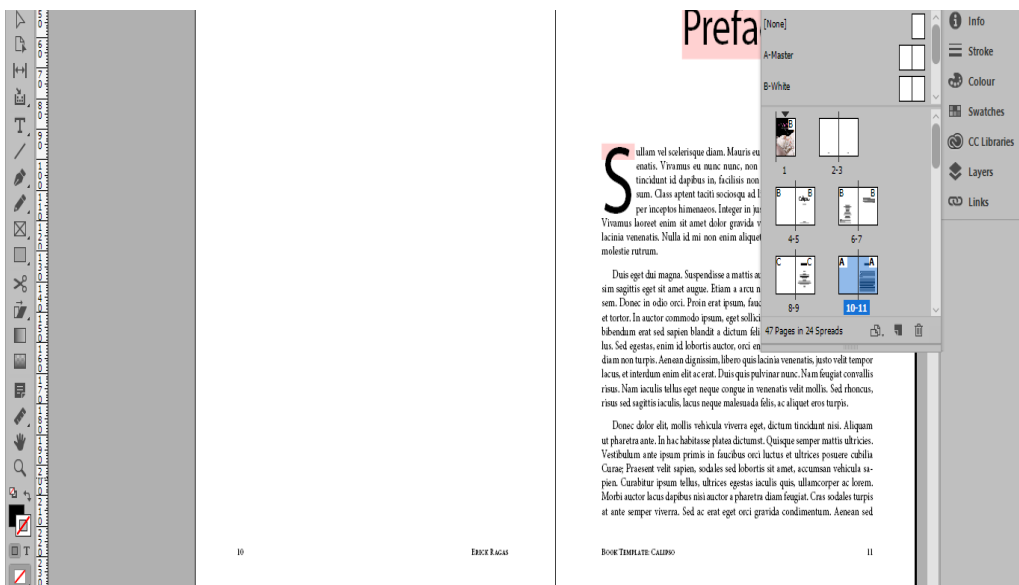 Prefa
S
ullam vel scelerisque diam. Mauris eu
enatis. Vivamus eu nunc nunc, non
tincidunt id dapibus in, facilisis non
sum. Class aptent taciti sociosqu ad l
per inceptos himenaeos. Integer in jus
Vivamus laoreet enim sit amet dolor gravida v
lacinia venenatis. Nulla id mi non enim aliquet
molestie rutrum.
Duis eget dui magna. Suspendisse a mattis au
sim sagittis eget sit amet augue. Etiam a arcu n
sem. Donec in odio orci. Proin erat ipsum, fauc
et tortor. In auctor commodo ipsum, eget sollici
bibendum erat sed sapien blandit a dictum feli
lus. Sed egestas, enim id lobortis auctor, orci en
diam non turpis. Aenean dignissim, libero quis lacinia venenatis, justo velit tempor
lacus, et interdum enim elit ac erat. Duis quis pulvinar nunc. Nam feugiat convallis
risus. Nam iaculis tellus eget neque congue in venenatis velit mollis. Sed rhoncus,
risus sed sagittis iaculis, lacus neque malesuada felis, ac aliquet eros turpis.
Donec dolor elit, mollis vehicula viverra eget, dictum tincidunt nisi. Aliquam
ut pharetra ante. In hac habitasse platea dictumst. Quisque semper mattis ultricies.
Vestibulum ante ipsum primis in faucibus orci luctus et ultrices posuere cubilia
Curae; Praesent velit sapien, sodales sed lobortis sit amet, accumsan vehicula sa-
pien. Curabitur ipsum tellus, ultrices egestas iaculis quis, ullamcorper ac lorem.
Morbi auctor lacus dapibus nisi auctor a pharetra diam feugiat. Cras sodales turpis
at ante semper viverra. Sed ac erat eget orci gravida condimentum. Aenean sed
10
Erick Ragas
Book Template: Calipso
11
[None]
A-Master
B-White
B
1
2-3
B B
4-5
B B
6-7
C C
8-9
A A
10-11
47 Pages in 24 Spreads
Info
Stroke
Colour
Swatches
CC Libraries
Layers
Links